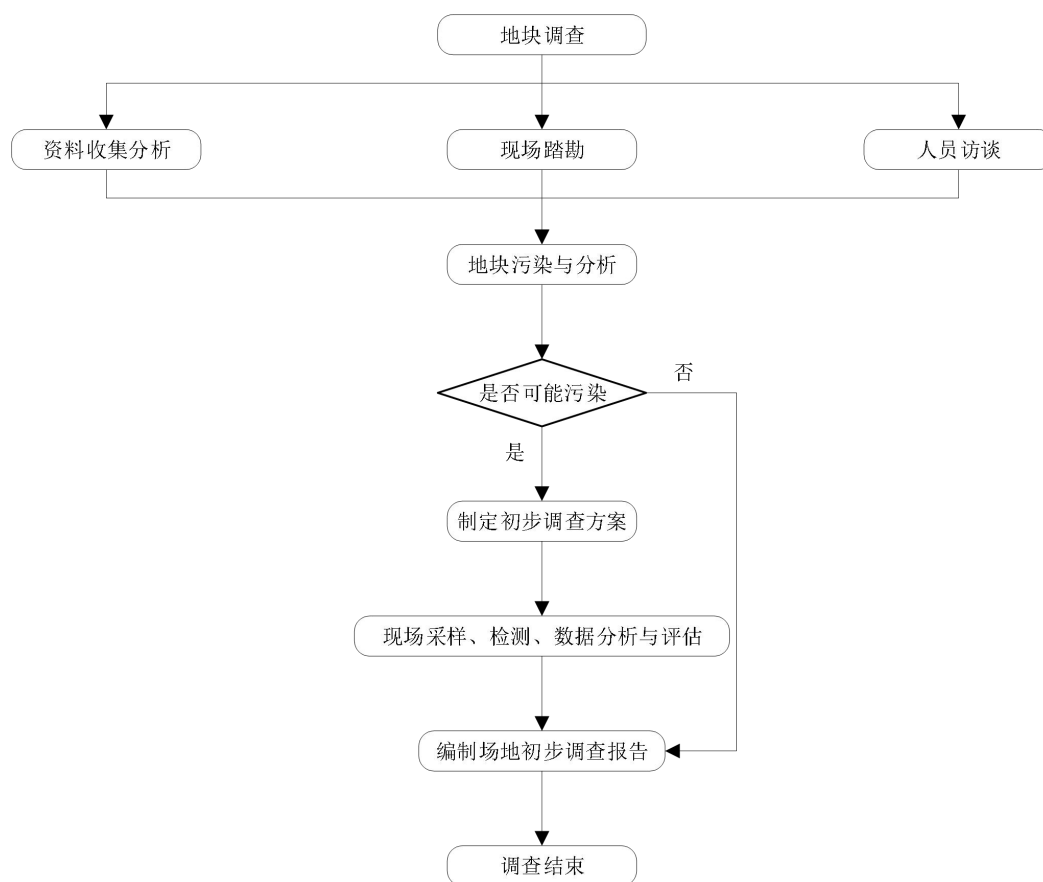 地块调查
资料收集分析
现场踏勘
人员访谈
地块污染与分析
是否可能污染
否
是
制定初步调查方案
现场采样、检测、数据分析与评估
编制场地初步调查报告
调查结束